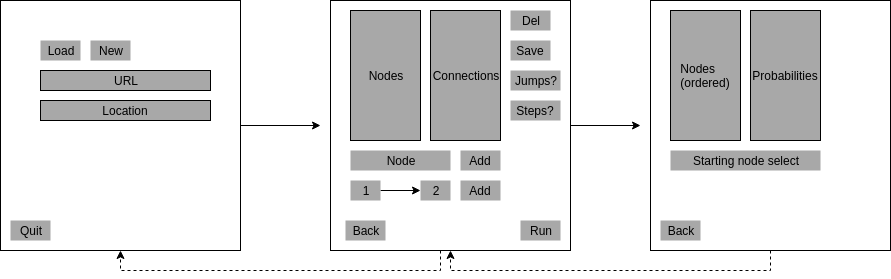 Load
New
URL
Location
Quit
Nodes
Connections
Del
Save
Jumps?
Steps?
Node
Add
1
2
Add
Back
Run
Nodes
(ordered)
Probabilities
Starting node select
Back